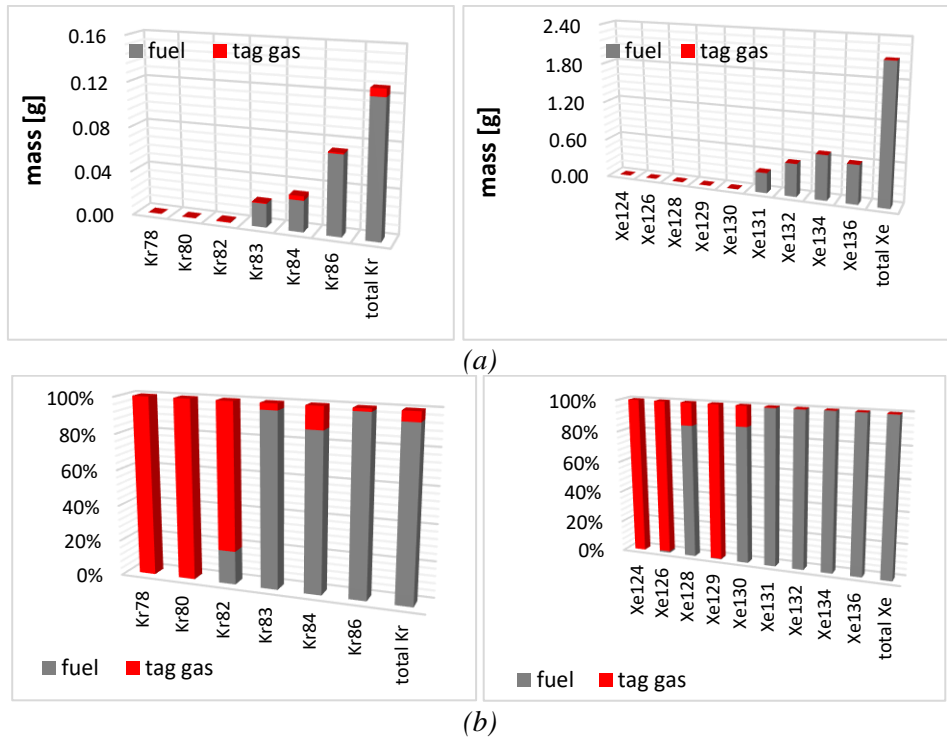 0.16
0.12
0.08
0.04
0.00
mass [g]
fuel
tag gas
Kr78
Kr80
Kr82
Kr83
Kr84
Kr86
total Kr
2.40
1.80
1.20
0.60
0.00
mass [g]
fuel
tag gas
Xe124
Xe126
Xe128
Xe129
Xe130
Xe131
Xe132
Xe134
Xe136
total Xe
(a)
100%
80%
60%
40%
20%
0%
Kr78
Kr80
Kr82
Kr83
Kr84
Kr86
total Kr
fuel
tag gas
100%
80%
60%
40%
20%
0%
Xe124
Xe126
Xe128
Xe129
Xe130
Xe131
Xe132
Xe134
Xe136
total Xe
fuel
tag gas
(b)